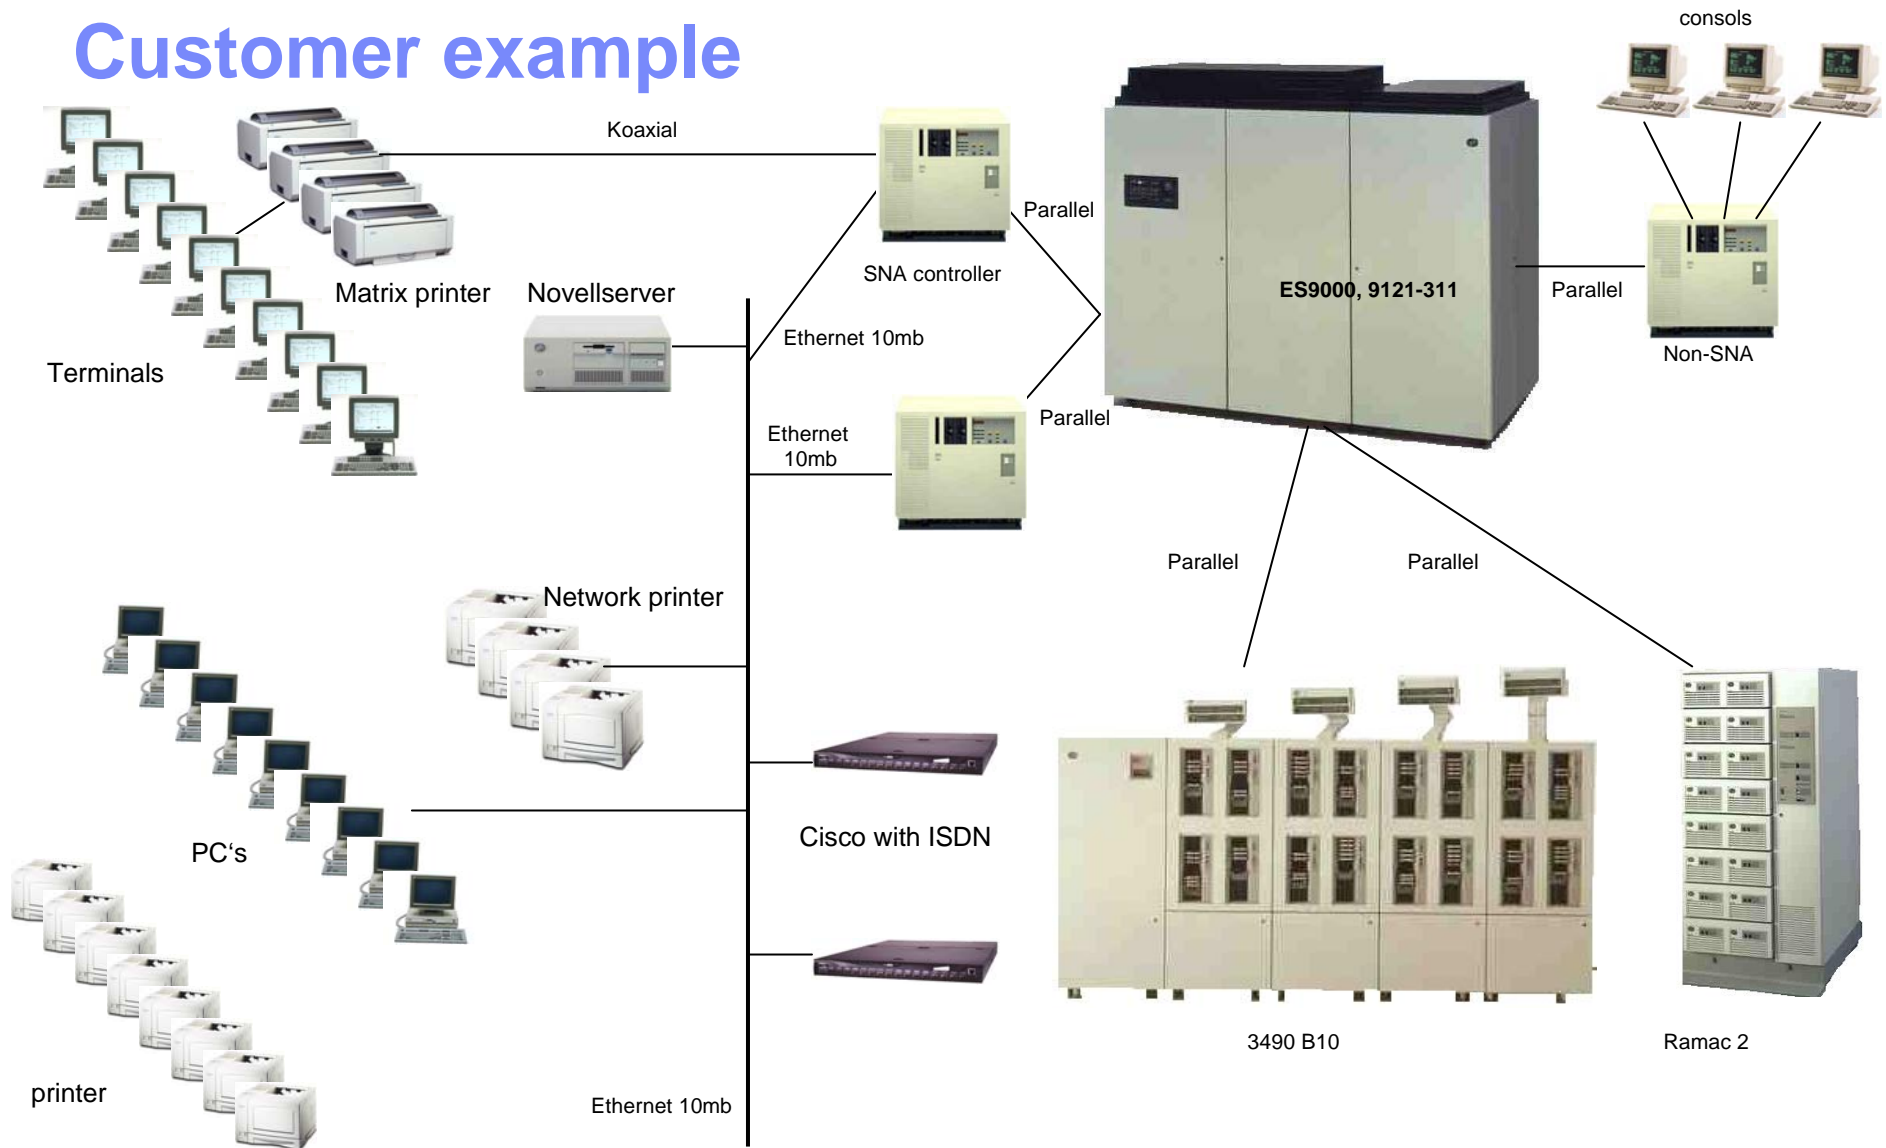 Customer example
consols
Koaxial
Parallel
SNA controller
ES9000, 9121-311
Parallel
Non-SNA
Matrix printer
Novellserver
Ethernet 10mb
Terminals
Parallel
Ethernet
10mb
Parallel
Parallel
Network printer
Cisco with ISDN
PC‘s
3490 B10
Ramac 2
printer
Ethernet 10mb